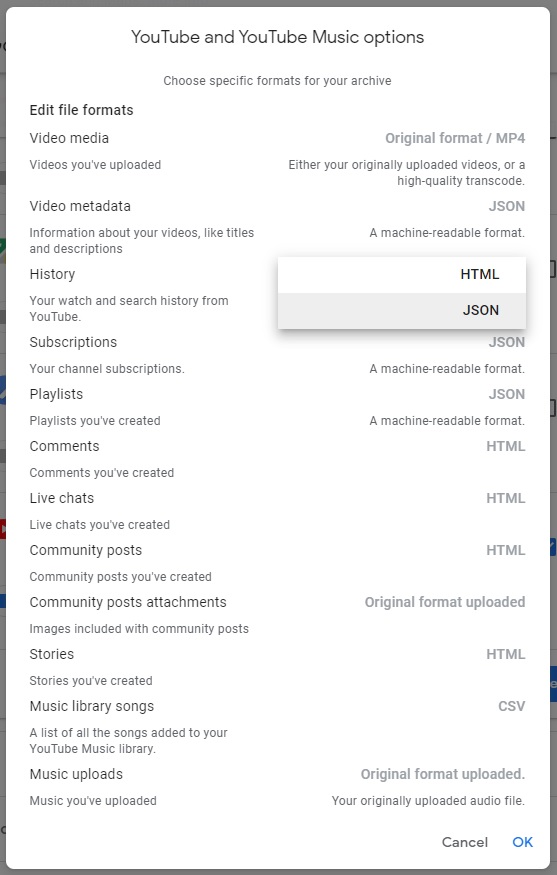 YouTube and YouTube Music options
Choose specific formats for your archive
Edit file formats
Video media
Original format / MP4
Videos you've uploaded
Either your originally uploaded videos, or a
high-quality transcode.
Video metadata
JSON
Information about your videos, like titles
and descriptions
A machine-readable format.
History
HTML
JSON
Your watch and search history from
YouTube.
Subscriptions
JSON
Your channel subscriptions.
A machine-readable format.
Playlists
JSON
Playlists you've created
A machine-readable format.
Comments
HTML
Comments you've created
Live chats
HTML
Live chats you've created
Community posts
HTML
Community posts you've created
Community posts attachments
Original format uploaded
Images included with community posts
Stories
HTML
Stories you've created
Music library songs
CSV
A list of all the songs added to your
YouTube Music library.
Music uploads
Original format uploaded.
Music you've uploaded
Your originally uploaded audio file.
Cancel
OK